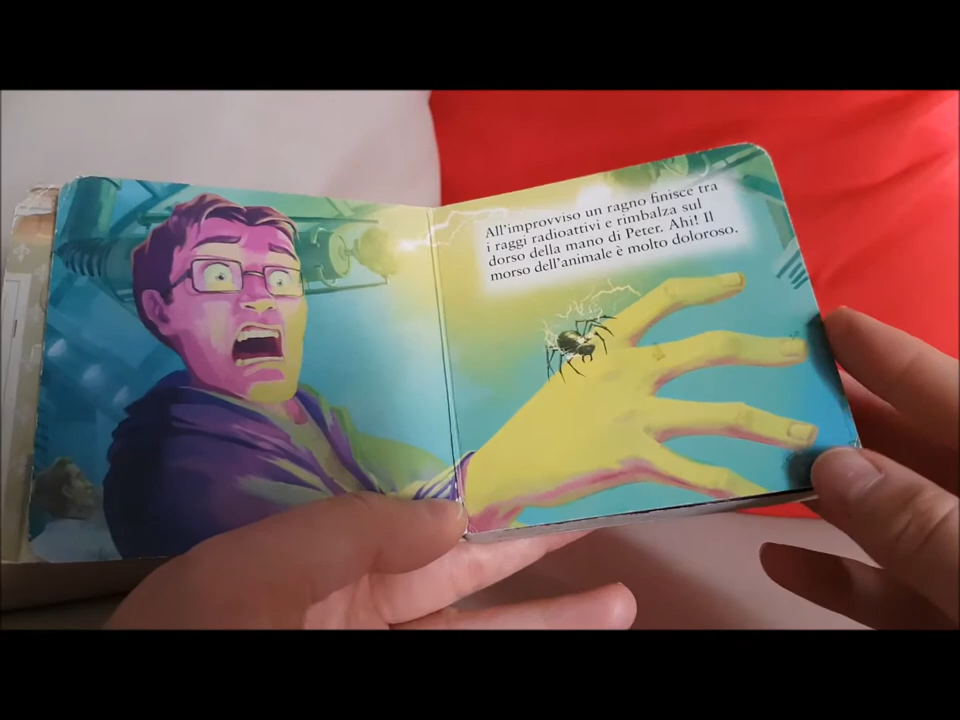 All'improvviso un ragno finisce tra
i raggi radioattivi e rimbalza sul
dorso della mano di Peter. Ahi! Il
morso dell'animale è molto doloroso.